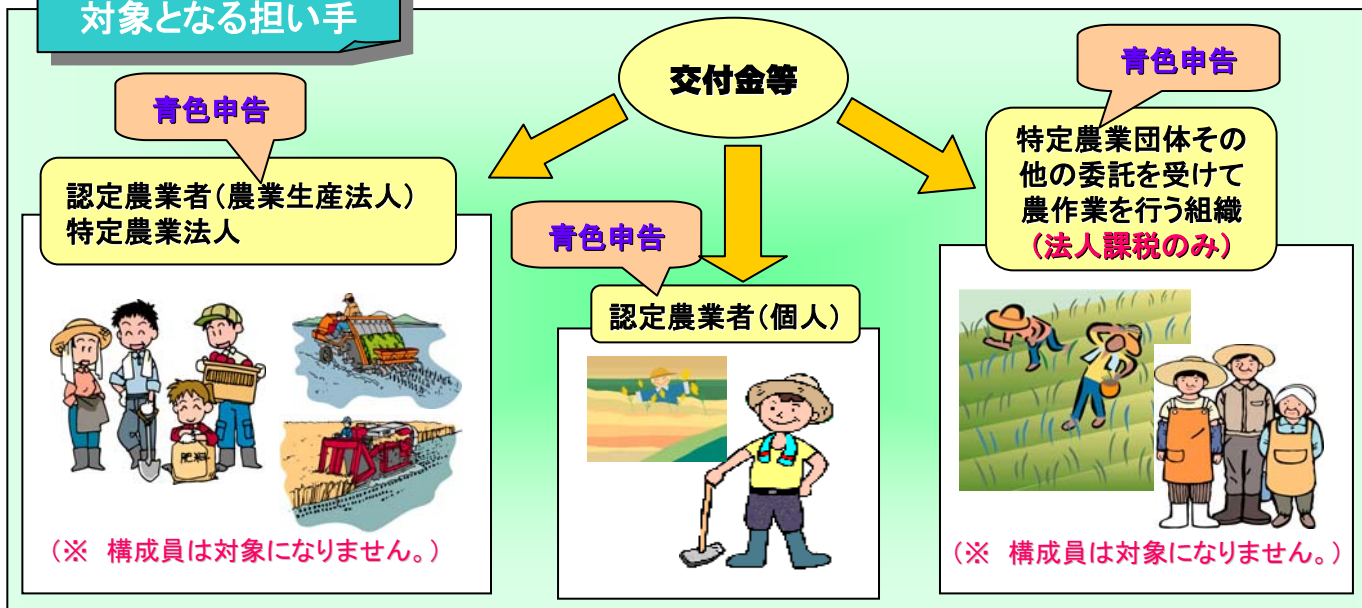 対象となる担い手
交付金等
青色申告
認定農業者(農業生産法人)
特定農業法人
肥料
(※ 構成員は対象になりません。)
青色申告
認定農業者(個人)
青色申告
特定農業団体その
他の委託を受けて
農作業を行う組織
(法人課税のみ)
(※ 構成員は対象になりません。)